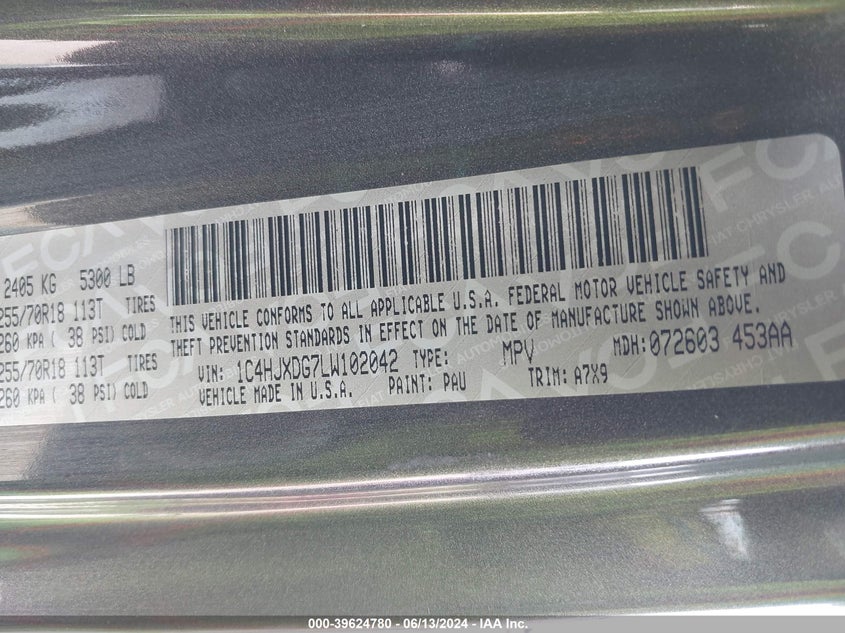 2405 KG 5300 LB
255/70R18 113T TIRES
260 KPA ( 38 PSI) COLD
255/70R18 113T TIRES
260 KPA ( 38 PSI) COLD
THIS VEHICLE CONFORMS TO ALL APPLICABLE U.S.A. FEDERAL MOTOR VEHICLE SAFETY AND
THEFT PREVENTION STANDARDS IN EFFECT ON THE DATE OF MANUFACTURE SHOWN ABOVE.
VIN: 1C4HJXDG7LW102042 TYPE: MPV MDH: 072603 453AA
VEHICLE MADE IN U.S.A. PAINT: PAU TRIM: A7X9
000-39624780 - 06/13/2024 - IAA Inc.